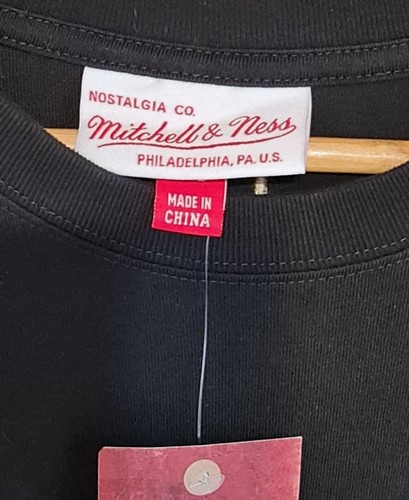 NOSTALGIA CO.
Mitchell & Ness
PHILADELPHIA, PA. U.S.
MADE IN
CHINA